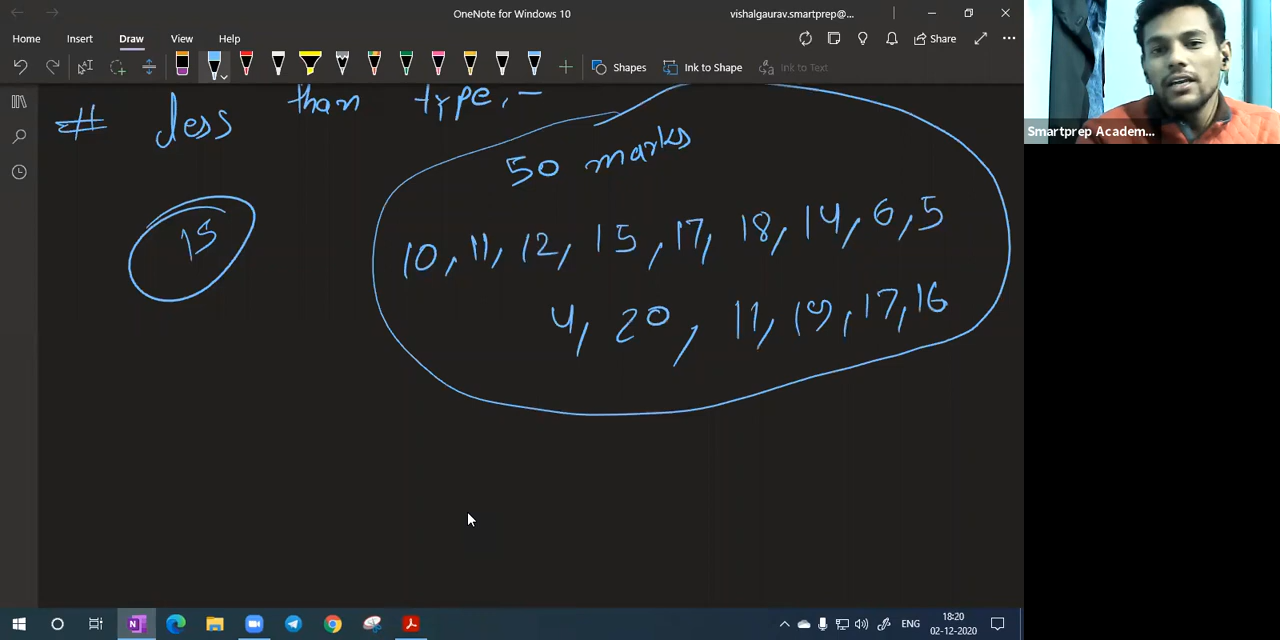 OneNote for Windows 10
vishalgaurav.smartprep@...
Home Insert Draw View Help
Share
Shapes
Ink to Shape
Ink to Text
# less than type,-
50 marks
15
10, 11, 12, 15, 17, 18, 14, 6, 5
4, 20, 11, 19, 17, 16
Smartprep Academ...
ENG
18:20
02-12-2020